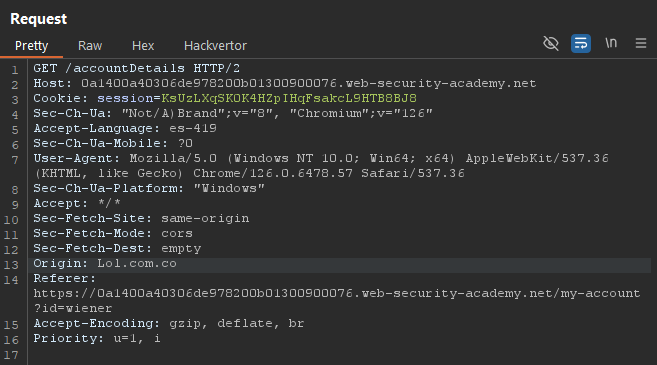 Request
Pretty Raw Hex Hackvertor
\n
1 GET /accountDetails HTTP/2
2 Host: 0a1400a40306de978200b01300900076.web-security-academy.net
3 Cookie: session=KsUzLXqSK0K4HZpIHqFsakcL9HTB8BJ8
4 Sec-Ch-Ua: "Not/A)Brand";v="8", "Chromium";v="126"
5 Accept-Language: es-419
6 Sec-Ch-Ua-Mobile: ?0
7 User-Agent: Mozilla/5.0 (Windows NT 10.0; Win64; x64) AppleWebKit/537.36
(KHTML, like Gecko) Chrome/126.0.6478.57 Safari/537.36
8 Sec-Ch-Ua-Platform: "Windows"
9 Accept: */*
10 Sec-Fetch-Site: same-origin
11 Sec-Fetch-Mode: cors
12 Sec-Fetch-Dest: empty
13 Origin: Lol.com.co
14 Referer:
https://0a1400a40306de978200b01300900076.web-security-academy.net/my-account
?id=wiener
15 Accept-Encoding: gzip, deflate, br
16 Priority: u=1, i
17